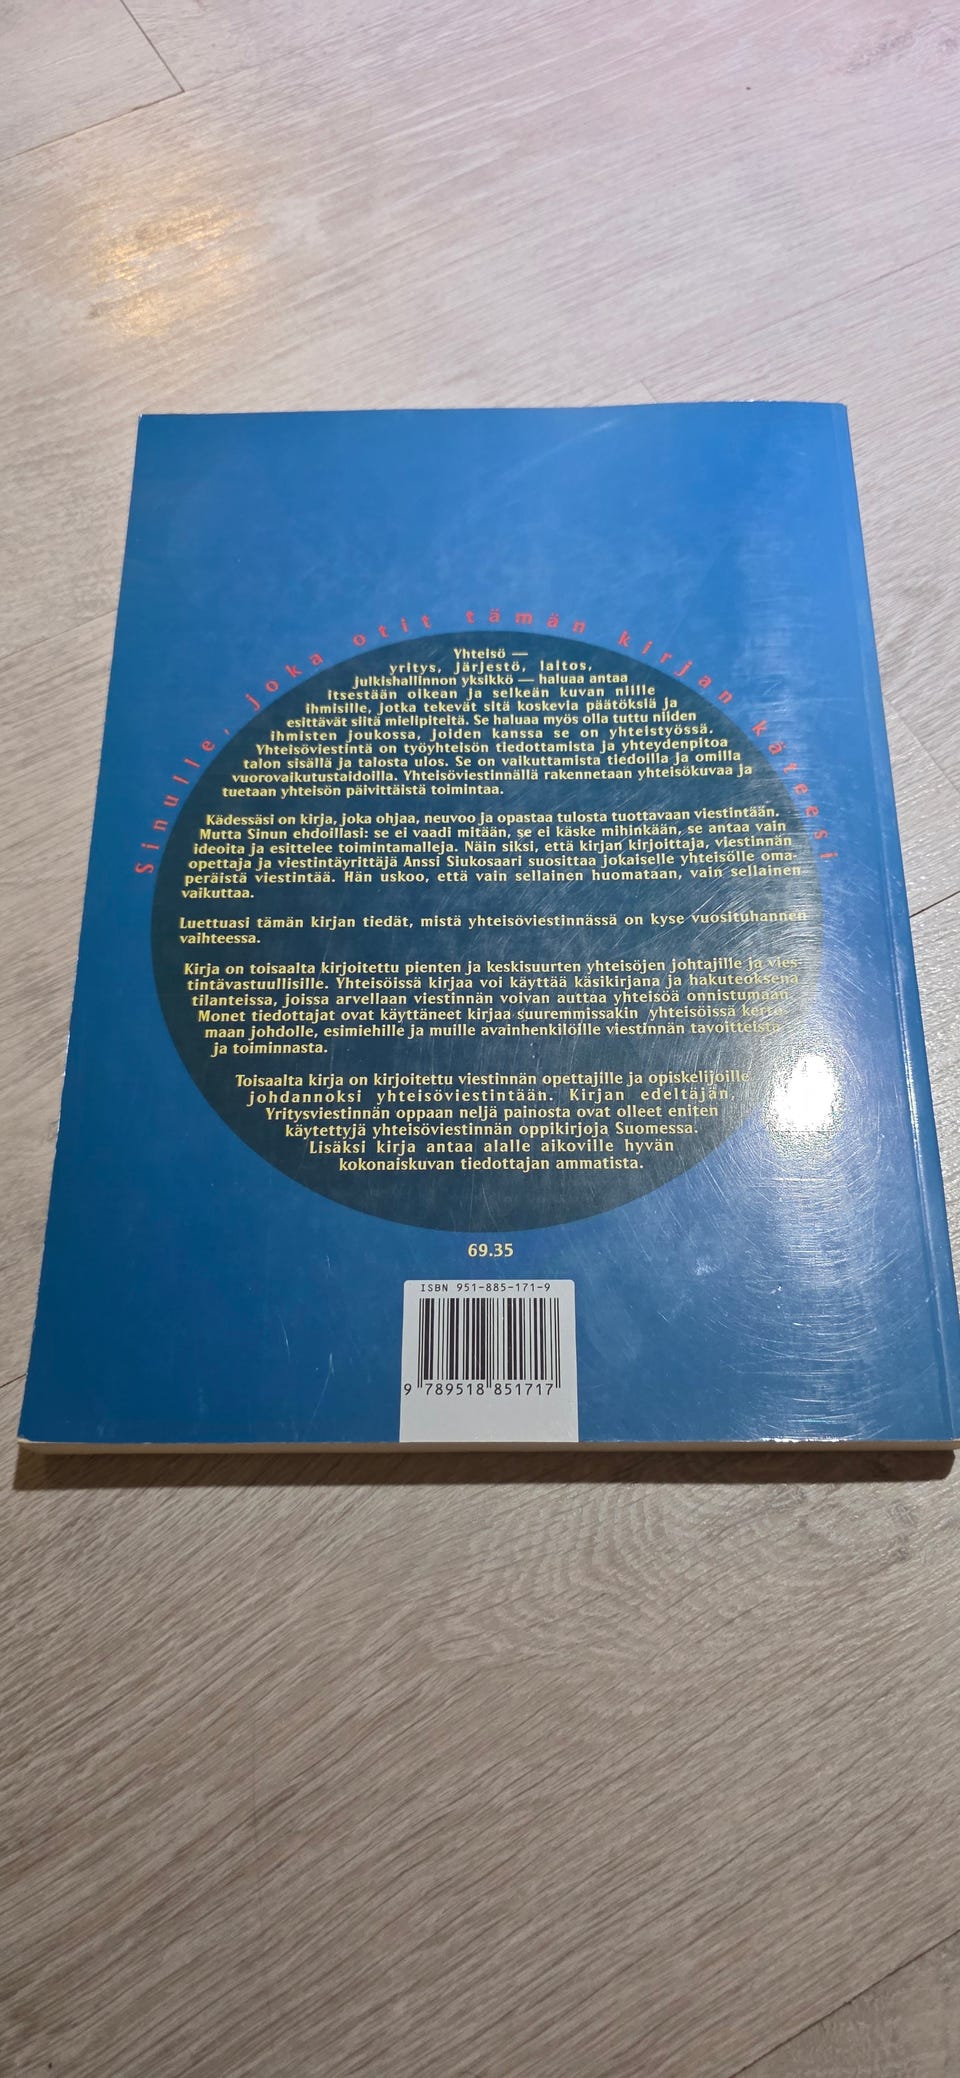 Sinulle, joka otit tämän kirjan käteesi
Yhteisö —
yritys, järjestö, laitos,
julkishallinnon yksikkö — haluaa antaa
itsestään oikean ja selkeän kuvan niille
ihmisille, jotka tekevät sitä koskevia päätöksiä ja
esittävät siitä mielipiteitä. Se haluaa myös olla tuttu niiden
ihmisten joukossa, joiden kanssa se on yhteistyössä.
Yhteisöviestintä on työyhteisön tiedottamista ja yhteydenpitoa
talon sisällä ja talosta ulos. Se on vaikuttamista tiedoilla ja omilla
vuorovaikutustaidoilla. Yhteisöviestinnällä rakennetaan yhteisökuvaa ja
tuetaan yhteisön päivittäistä toimintaa.
Kädessäsi on kirja, joka ohjaa, neuvoo ja opastaa tulosta tuottavaan viestintään.
Mutta Sinun ehdoillasi: se ei vaadi mitään, se ei käske mihinkään, se antaa vain
ideoita ja esittelee toimintamalleja. Näin siksi, että kirjan kirjoittaja, viestinnän
opettaja ja viestintäyrittäjä Anssi Siukosaari suosittaa jokaiselle yhteisölle oma-
peräistä viestintää. Hän uskoo, että vain sellainen huomataan, vain sellainen
vaikuttaa.
Luettuasi tämän kirjan tiedät, mistä yhteisöviestinnässä on kyse vuosituhannen
vaihteessa.
Kirja on toisaalta kirjoitettu pienten ja keskisuurten yhteisöjen johtajille ja vies-
tintävastuullisille. Yhteisöissä kirjaa voi käyttää käsikirjana ja hakuteoksena
tilanteissa, joissa arvellaan viestinnän voivan auttaa yhteisöä onnistumaan.
Monet tiedottajat ovat käyttäneet kirjaa suuremmissakin yhteisöissä kerto-
maan johdolle, esimiehille ja muille avainhenkilöille viestinnän tavoitteista
ja toiminnasta.
Toisaalta kirja on kirjoitettu viestinnän opettajille ja opiskelijoille
johdannoksi yhteisöviestintään. Kirjan edeltäjän,
Yritysviestinnän oppaan neljä painosta ovat olleet eniten
käytettyjä yhteisöviestinnän oppikirjoja Suomessa.
Lisäksi kirja antaa alalle aikoville hyvän
kokonaiskuvan tiedottajan ammatista.
69.35
ISBN 951-885-171-9
9 789518 851717